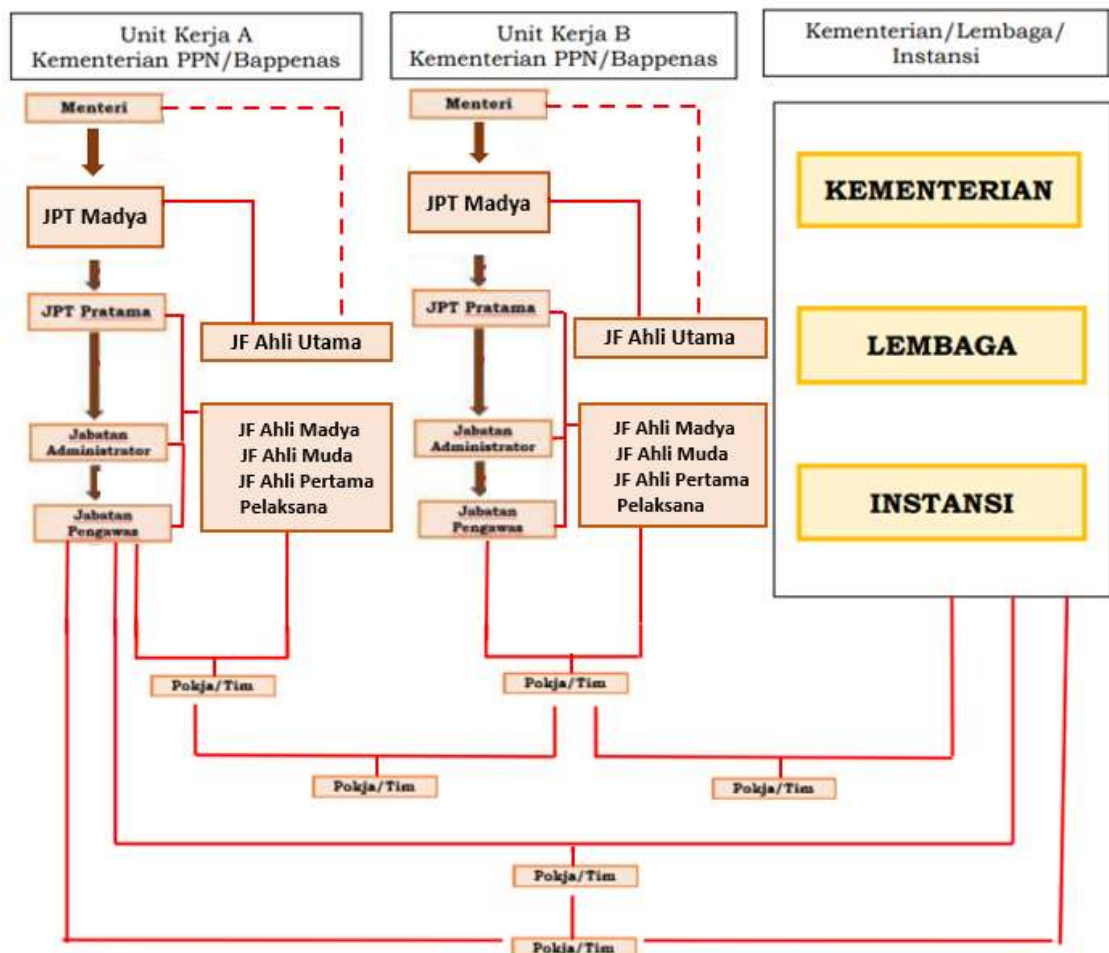 Unit Kerja A
Kementerian PPN/Bappenas
Unit Kerja B
Kementerian PPN/Bappenas
Kementerian/Lembaga/
Instansi
Menteri
JPT Madya
JPT Pratama
JF Ahli Utama
Jabatan
Administrator
JF Ahli Madya
JF Ahli Muda
JF Ahli Pertama
Pelaksana
Jabatan
Pengawas
Menteri
JPT Madya
JPT Pratama
JF Ahli Utama
Jabatan
Administrator
JF Ahli Madya
JF Ahli Muda
JF Ahli Pertama
Pelaksana
Jabatan
Pengawas
KEMENTERIAN
LEMBAGA
INSTANSI
Pokja/Tim
Pokja/Tim
Pokja/Tim
Pokja/Tim
Pokja/Tim
Pokja/Tim